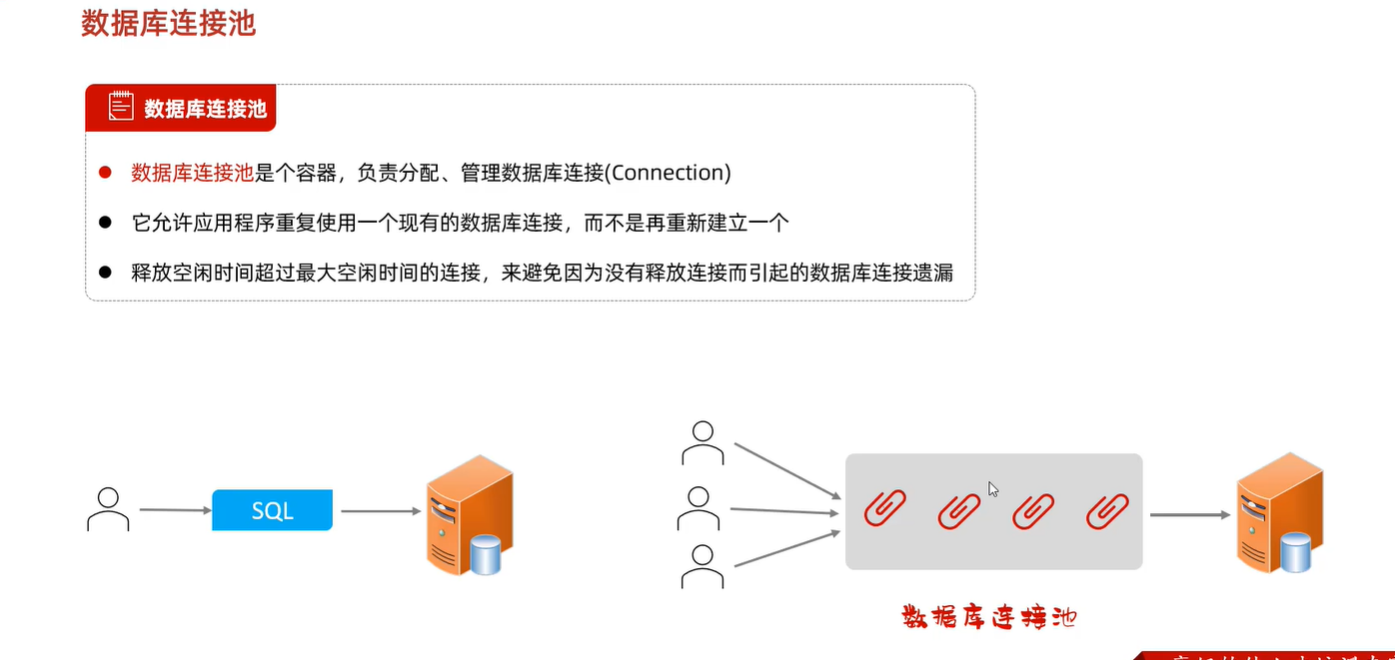 数据库连接池
数据库连接池
数据库连接池是个容器，负责分配、管理数据库连接(Connection)
它允许应用程序重复使用一个现有的数据库连接，而不是再重新建立一个
释放空闲时间超过最大空闲时间的连接，来避免因为没有释放连接而引起的数据库连接遗漏
SQL
数据库连接池